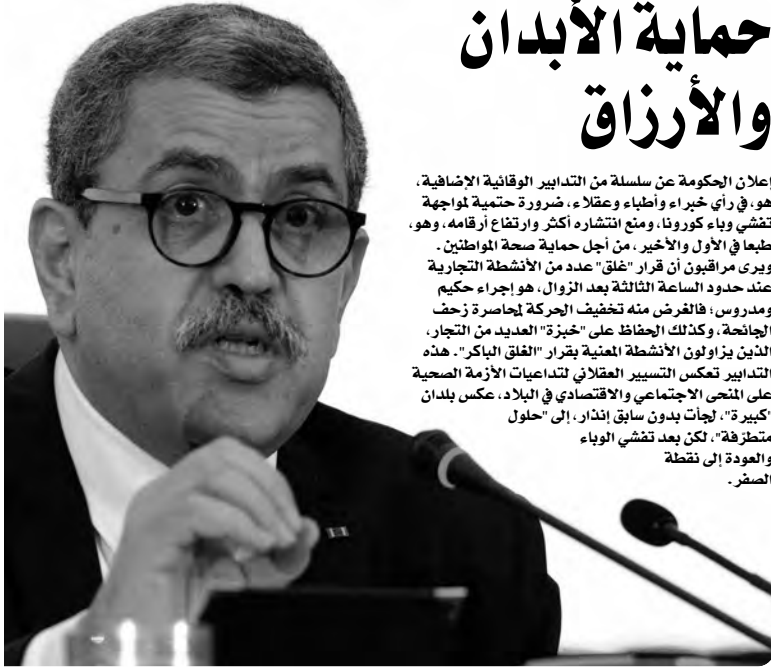 حماية الأبدان
والأرزاق
إعلان الحكومة عن سلسلة من التدابير الوقائية الإضافية،
هو، في رأي خبراء وأطباء وعقلاء، ضرورة حتمية لمواجهة
تفشي وباء كورونا، ومنع انتشاره أكثر وارتفاع أرقامه، وهو،
طبعا في الأول والأخير، من أجل حماية صحة المواطنين.
ويرى مراقبون أن قرار "غلق" عدد من الأنشطة التجارية
عند حدود الساعة الثالثة بعد الزوال، هو إجراء حكيم
ومدروس؛ فالغرض منه تخفيف الحركة لمحاصرة زحف
الجائحة، وكذلك الحفاظ على "خبزة" العديد من التجار،
الذين يزاولون الأنشطة المعنية بقرار "الغلق الباكر". هذه
التدابير تعكس التسيير العقلاني لتداعيات الأزمة الصحية
على المنحى الاجتماعي والاقتصادي في البلاد، عكس بلدان
"كبيرة"، لجأت بدون سابق إنذار، إلى "حلول
متطرّفة"، لكن بعد تفشي الوباء
والعودة إلى نقطة
الصفر.